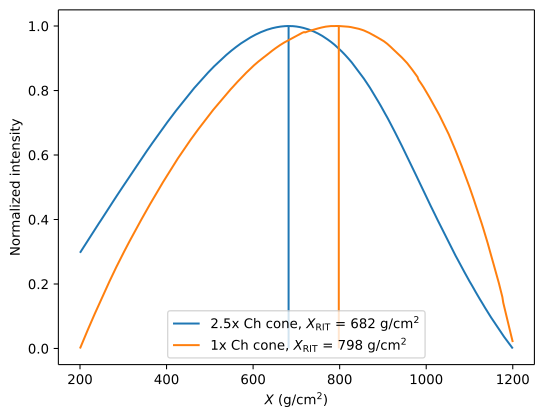 Normalized intensity
1.0
0.8
0.6
0.4
0.2
0.0
2.5x Ch cone, X_RIT = 682 g/cm²
1x Ch cone, X_RIT = 798 g/cm²
200 400 600 800 1000 1200
X (g/cm²)